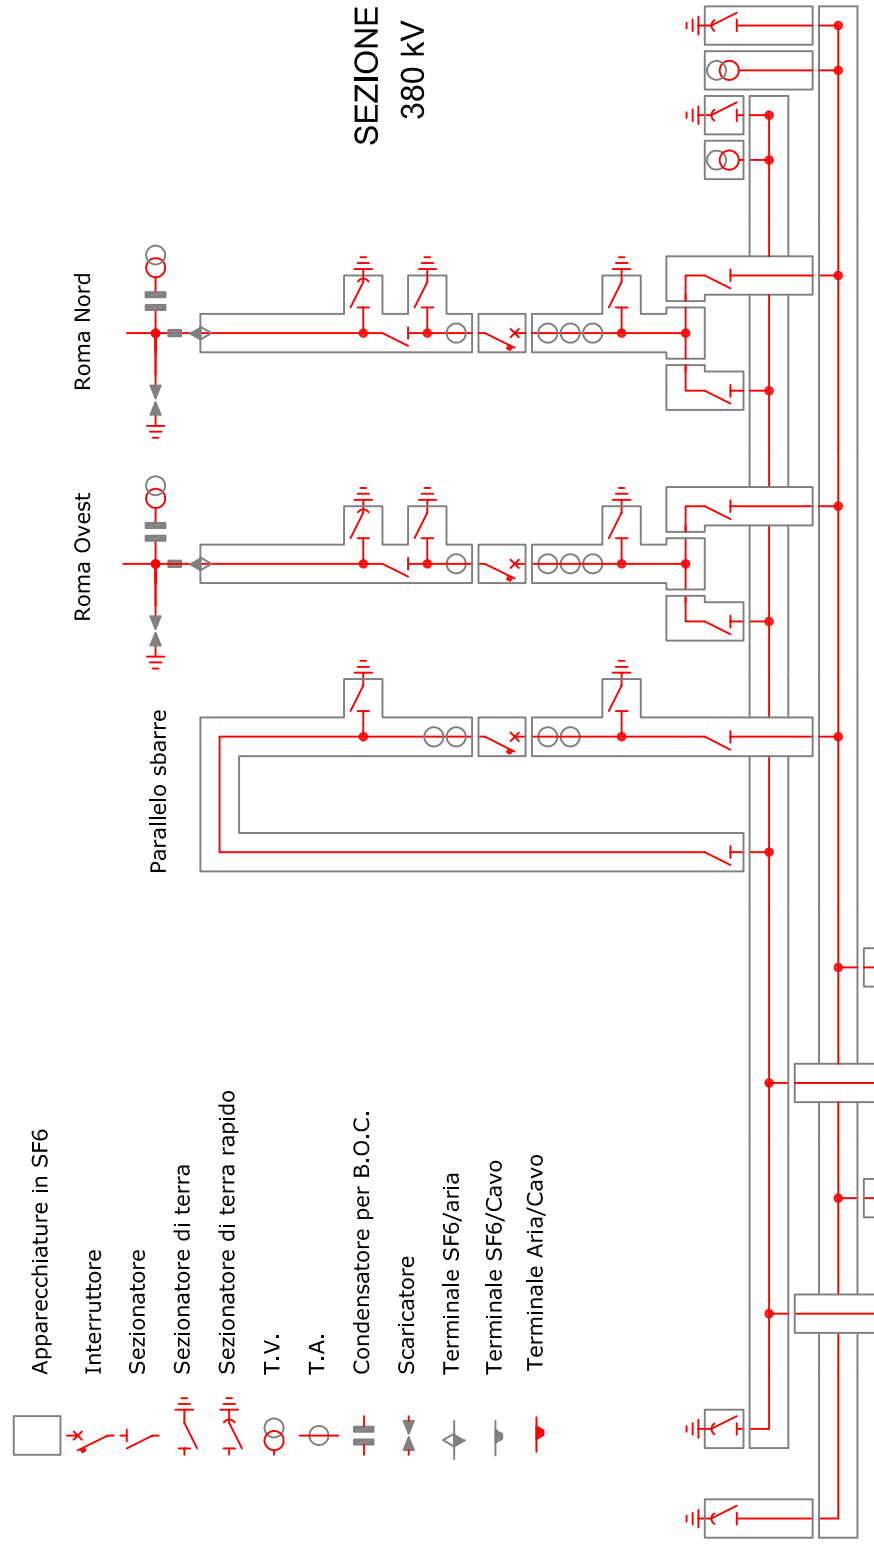 SEZIONE
380 kV
Roma Nord
Roma Ovest
Parallelo sbarre
Apparecchiature in SF6
Interruttore
Sezionatore
Sezionatore di terra
Sezionatore di terra rapido
T.V.
T.A.
Condensatore per B.O.C.
Scaricatore
Terminale SF6/aria
Terminale SF6/Cavo
Terminale Aria/Cavo